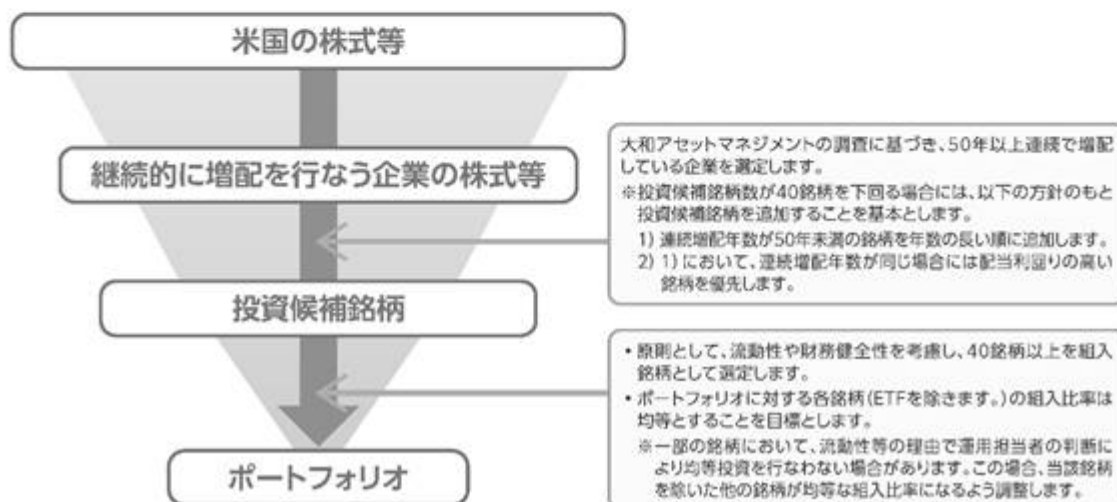 米国の株式等
継続的に増配を行なう企業の株式等
大和アセットマネジメントの調査に基づき、50年以上連続で増配
している企業を選定します。
※投資候補銘柄数が40銘柄を下回る場合には、以下の方針のもと
投資候補銘柄を追加することを基本とします。
1) 連続増配年数が50年未満の銘柄を年数の長い順に追加します。
2) 1) において、連続増配年数が同じ場合には配当利回りの高い
銘柄を優先します。
投資候補銘柄
• 原則として、流動性や財務健全性を考慮し、40銘柄以上を組入
銘柄として選定します。
• ポートフォリオに対する各銘柄(ETFを除きます。)の組入比率は
均等とすることを目標とします。
※一部の銘柄において、流動性等の理由で運用担当者の判断に
より均等投資を行なわない場合があります。この場合、当該銘柄
を除いた他の銘柄が均等な組入比率になるよう調整します。
ポートフォリオ